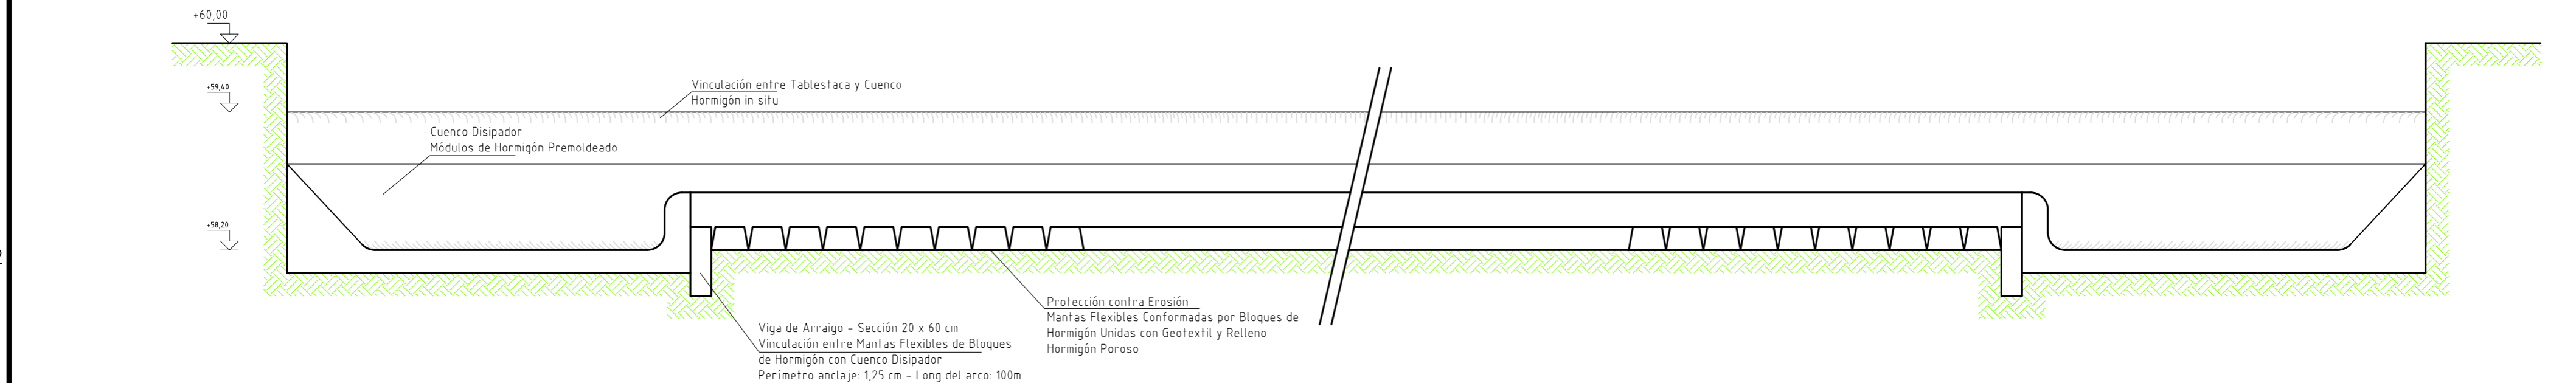 +60,00
+59,40
Vinculación entre Tablestaca y Cuenco
Hormigón in situ
Cuenco Disipador
Módulos de Hormigón Premoldeado
+58,20
Protección contra Erosión
Mantas Flexibles Conformadas por Bloques de
Hormigón Unidas con Geotextil y Relleno
Hormigón Poroso
Viga de Arraigo - Sección 20 x 60 cm
Vinculación entre Mantas Flexibles de Bloques
de Hormigón con Cuenco Disipador
Perímetro anclaje: 1,25 cm - Long del arco: 100m